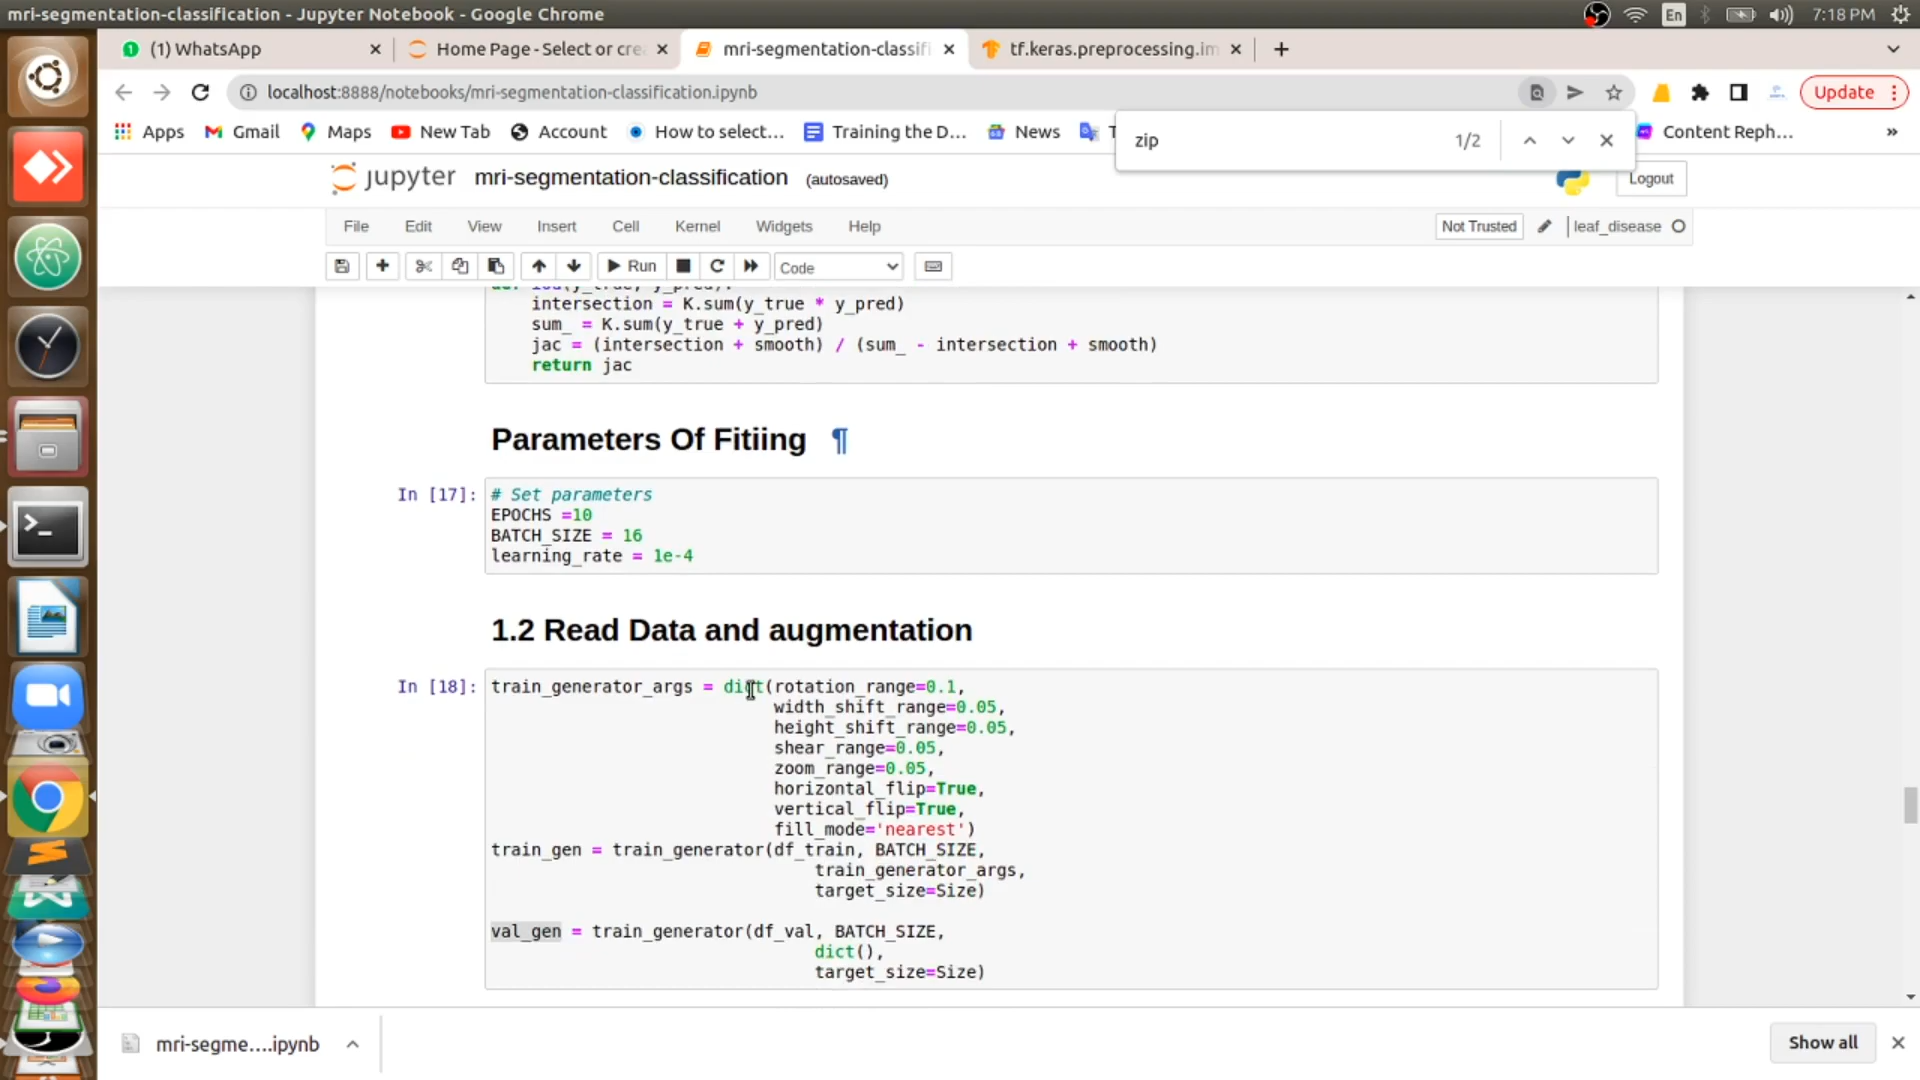 mri-segmentation-classification - Jupyter Notebook - Google Chrome
En
7:18 PM
(1) WhatsApp
Home Page - Select or cre
mri-segmentation-classifi
tf.keras.preprocessing.im
localhost:8888/notebooks/mri-segmentation-classification.ipynb
Update
Apps
Gmail
Maps
New Tab
Account
How to select...
Training the D...
News
Content Reph...
»
zip
1/2
jupyter
mri-segmentation-classification
(autosaved)
Logout
File
Edit
View
Insert
Cell
Kernel
Widgets
Help
Not Trusted
leaf_disease
Run
Code
intersection = K.sum(y_true * y_pred)
sum_ = K.sum(y_true + y_pred)
jac = (intersection + smooth) / (sum_ - intersection + smooth)
return jac
Parameters Of Fitiing ¶
In [17]:
# Set parameters
EPOCHS =10
BATCH_SIZE = 16
learning_rate = 1e-4
1.2 Read Data and augmentation
In [18]:
train_generator_args = dict(rotation_range=0.1,
width_shift_range=0.05,
height_shift_range=0.05,
shear_range=0.05,
zoom_range=0.05,
horizontal_flip=True,
vertical_flip=True,
fill_mode='nearest')
train_gen = train_generator(df_train, BATCH_SIZE,
train_generator_args,
target_size=Size)
val_gen = train_generator(df_val, BATCH_SIZE,
dict(),
target_size=Size)
mri-segme....ipynb
Show all